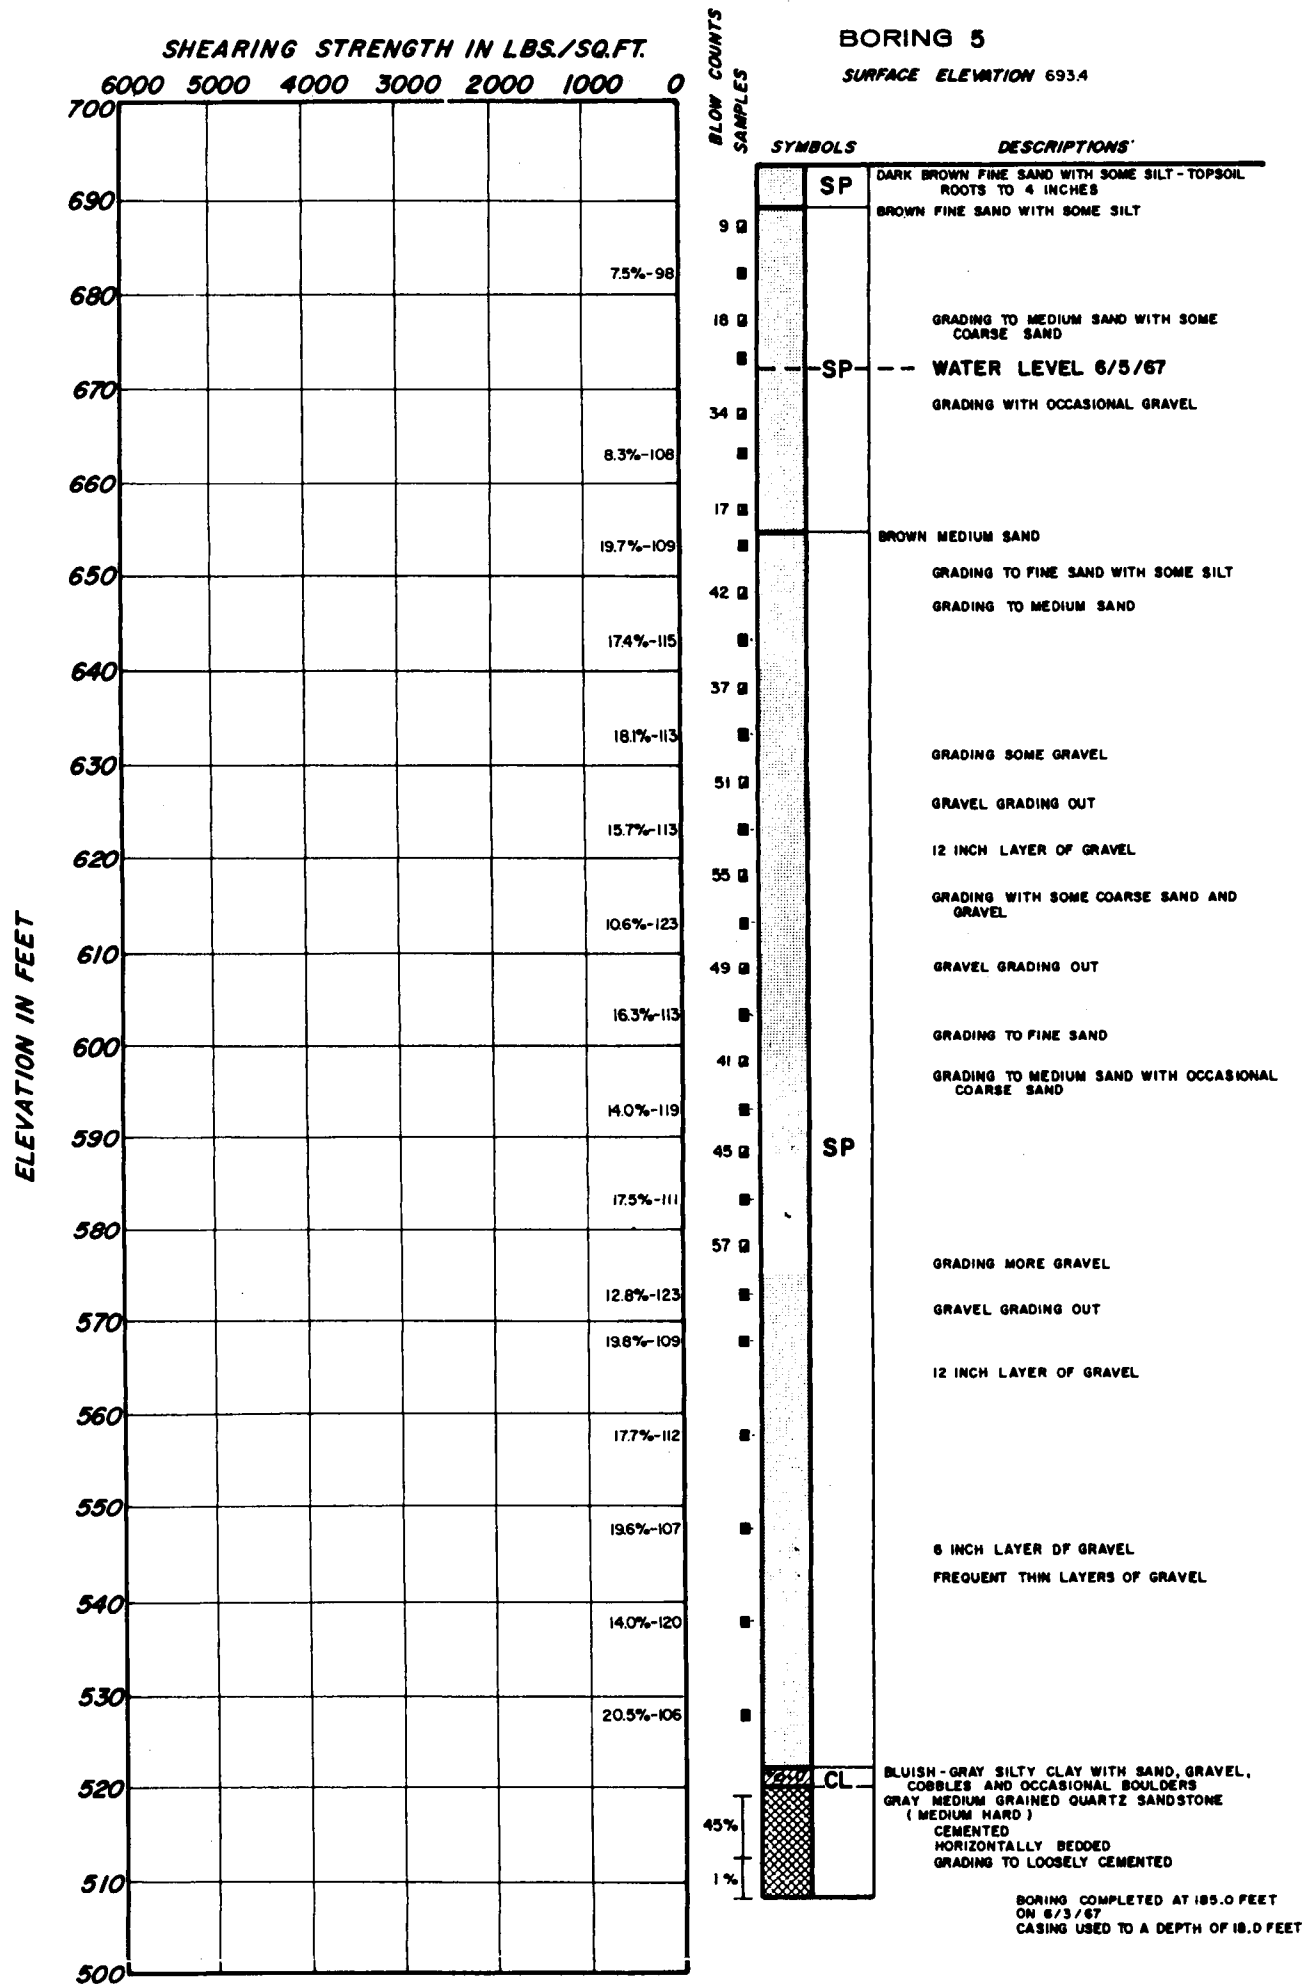 SHEARING STRENGTH IN LBS./SQ.FT.
6000 5000 4000 3000 2000 1000 0
BLOW COUNTS
SAMPLES
BORING 5
SURFACE ELEVATION 693.4
SYMBOLS
DESCRIPTIONS
ELEVATION IN FEET
700
SP
DARK BROWN FINE SAND WITH SOME SILT-TOPSOIL
ROOTS TO 4 INCHES
690
BROWN FINE SAND WITH SOME SILT
9
7.5%-98
680
18
GRADING TO MEDIUM SAND WITH SOME
COARSE SAND
SP
WATER LEVEL 6/5/67
670
GRADING WITH OCCASIONAL GRAVEL
34
8.3%-108
660
17
BROWN MEDIUM SAND
19.7%-109
GRADING TO FINE SAND WITH SOME SILT
650
42
GRADING TO MEDIUM SAND
17.4%-115
640
37
18.1%-113
GRADING SOME GRAVEL
630
51
GRAVEL GRADING OUT
15.7%-113
12 INCH LAYER OF GRAVEL
620
55
GRADING WITH SOME COARSE SAND AND
GRAVEL
10.6%-123
610
49
GRAVEL GRADING OUT
16.3%-113
GRADING TO FINE SAND
600
41
GRADING TO MEDIUM SAND WITH OCCASIONAL
COARSE SAND
14.0%-119
590
45
SP
17.5%-111
580
57
GRADING MORE GRAVEL
12.8%-123
GRAVEL GRADING OUT
570
19.8%-109
12 INCH LAYER OF GRAVEL
560
17.7%-112
550
19.6%-107
6 INCH LAYER OF GRAVEL
FREQUENT THIN LAYERS OF GRAVEL
540
14.0%-120
530
20.5%-106
CL
BLUISH-GRAY SILTY CLAY WITH SAND, GRAVEL,
COBBLES AND OCCASIONAL BOULDERS
520
GRAY MEDIUM GRAINED QUARTZ SANDSTONE
(MEDIUM HARD)
45%
CEMENTED
HORIZONTALLY BEDDED
GRADING TO LOOSELY CEMENTED
1%
510
BORING COMPLETED AT 185.0 FEET
ON 6/3/67
CASING USED TO A DEPTH OF 18.0 FEET
500